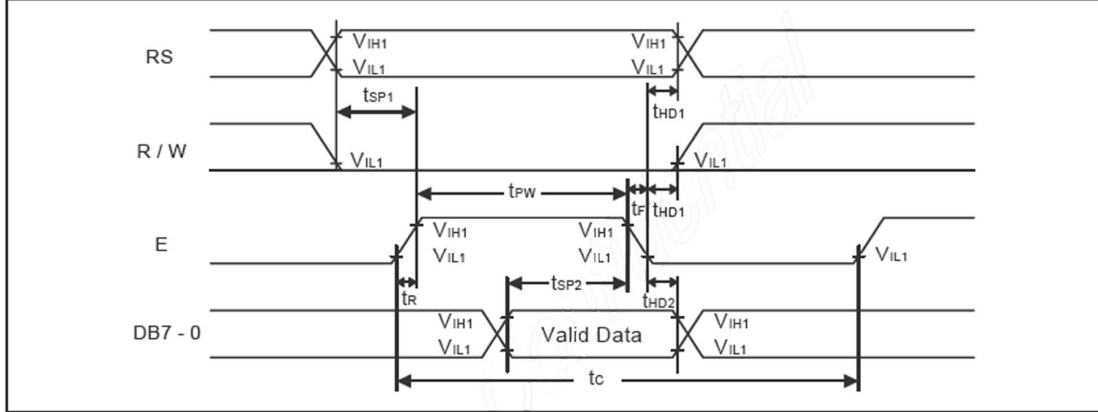 RS
VIH1
VIH1
VIL1
VIL1
tSP1
tHD1
R / W
VIL1
VIL1
tPW
tF
tHD1
E
VIH1
VIH1
VIL1
VIL1
VIL1
tR
tSP2
tHD2
DB7 - 0
VIH1
Valid Data
VIH1
VIL1
VIL1
tC
Confidential